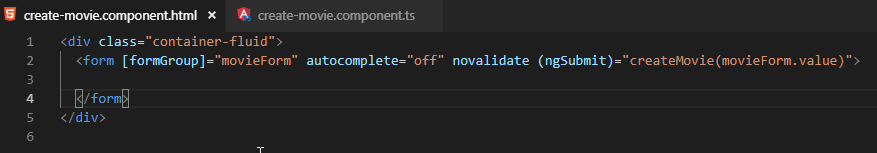 create-movie.component.html × create-movie.component.ts
1 <div class="container-fluid">
2 <form [formGroup]="movieForm" autocomplete="off" novalidate (ngSubmit)="createMovie(movieForm.value)">
3
4 </form>
5 </div>
6